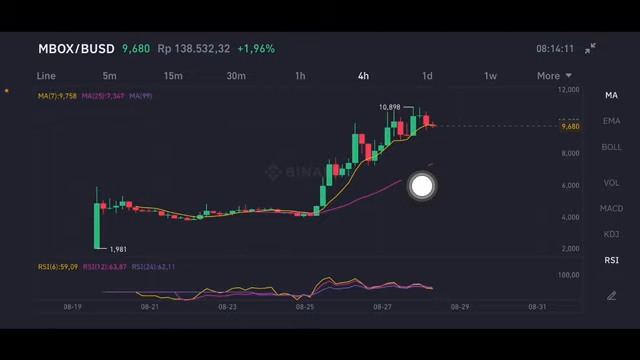 MBOX/BUSD 9,680 Rp 138.532,32 +1,96% 08:14:11
Line 5m 15m 30m 1h 4h 1d 1w More
MA(7):9,758 MA(25):7,347 MA(99):
12,000
MA
10,898
EMA
9,680
BOLL
8,000
BINA
6,000
VOL
4,000
MACD
1,981
2,000
KDJ
RSI(6):59,09 RSI(12):63,87 RSI(24):62,11
RSI
100,00
08-19 08-21 08-23 08-25 08-27 08-29 08-31